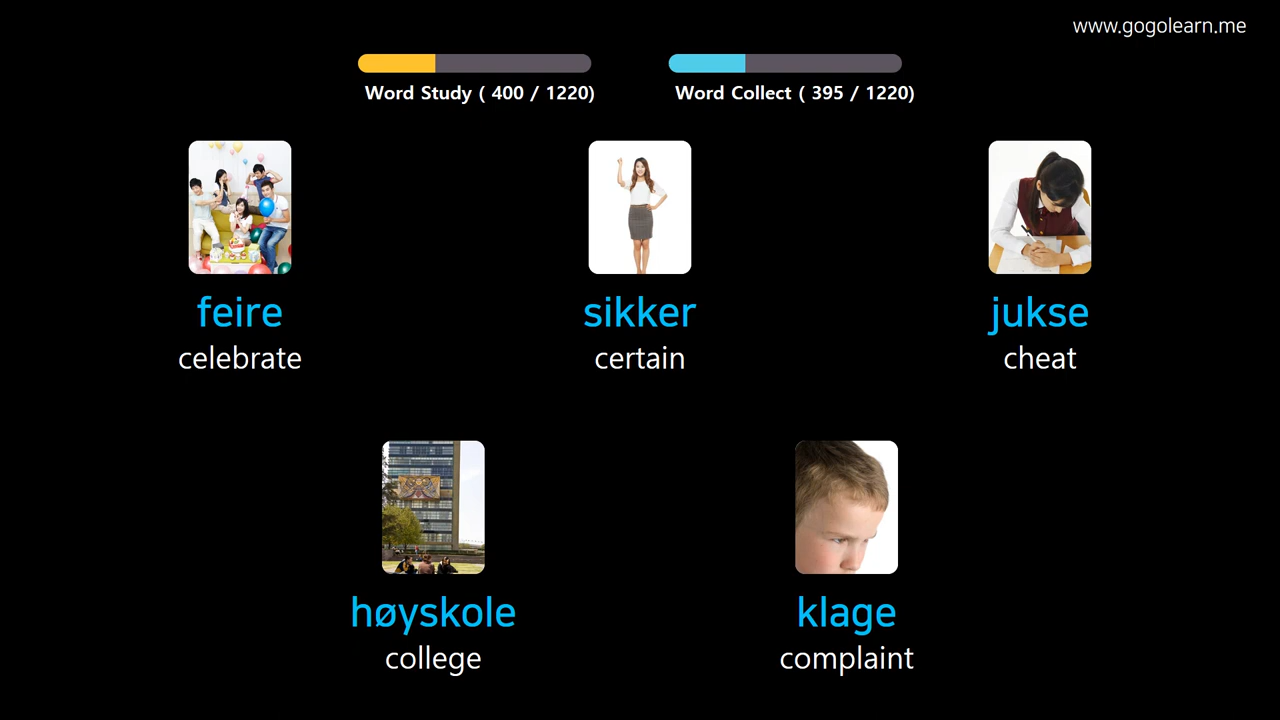 www.gogolearn.me
Word Study ( 400 / 1220)
Word Collect ( 395 / 1220)
feire
celebrate
sikker
certain
jukse
cheat
høyskole
college
klage
complaint